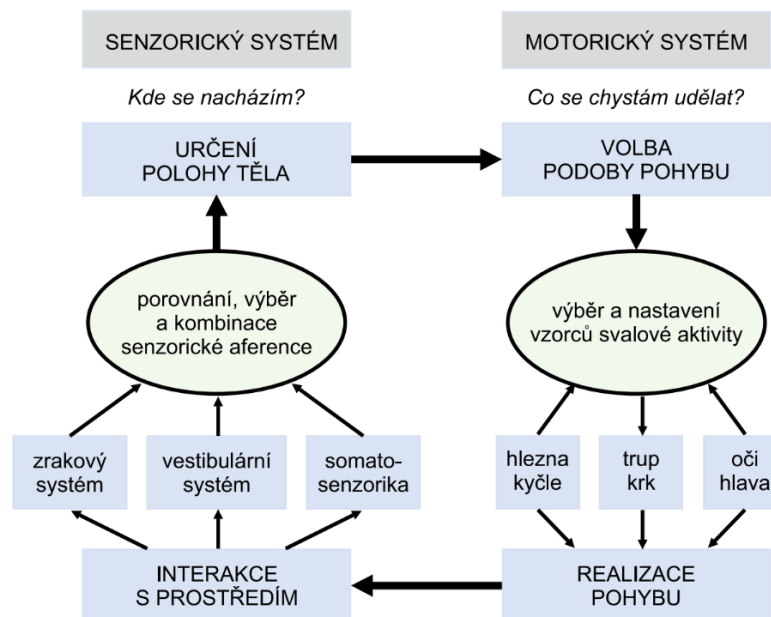 SENZORICKÝ SYSTÉM
MOTORICKÝ SYSTÉM
Kde se nacházím?
Co se chystám udělat?
URČENÍ
POLOHY TĚLA
VOLBA
PODOBY POHYBU
porovnání, výběr
a kombinace
senzorické aference
výběr a nastavení
vzorců svalové aktivity
zrakový
systém
vestibulární
systém
somato-
senzorika
hlezna
kyčle
trup
krk
oči
hlava
INTERAKCE
S PROSTŘEDÍM
REALIZACE
POHYBU